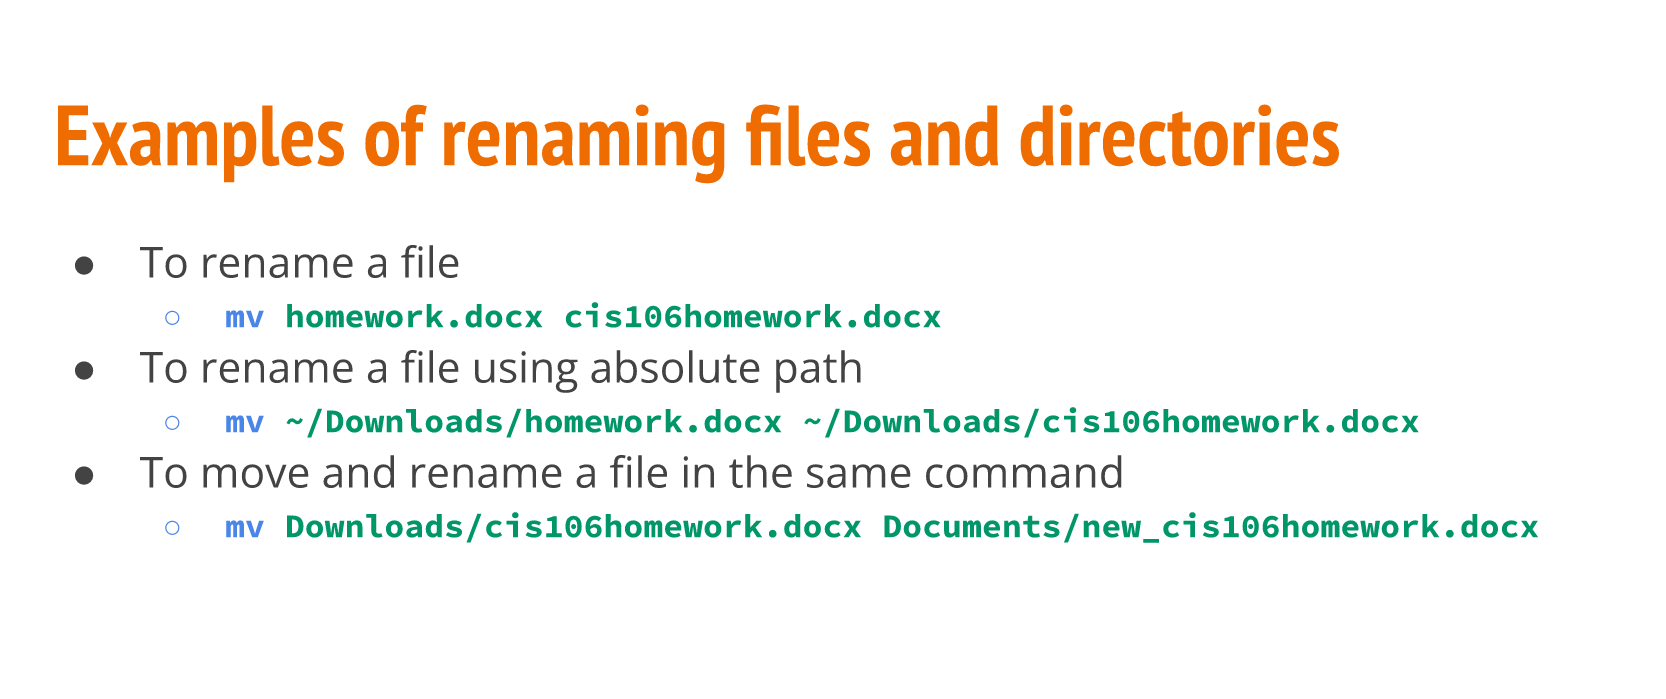 Examples of renaming files and directories
● To rename a file
○ mv homework.docx cis106homework.docx
● To rename a file using absolute path
○ mv ~/Downloads/homework.docx ~/Downloads/cis106homework.docx
● To move and rename a file in the same command
○ mv Downloads/cis106homework.docx Documents/new_cis106homework.docx